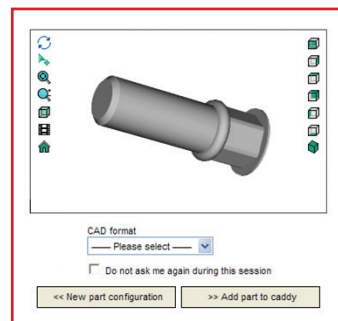 CAD format
—— Please select ——
Do not ask me again during this session
<< New part configuration
>> Add part to caddy